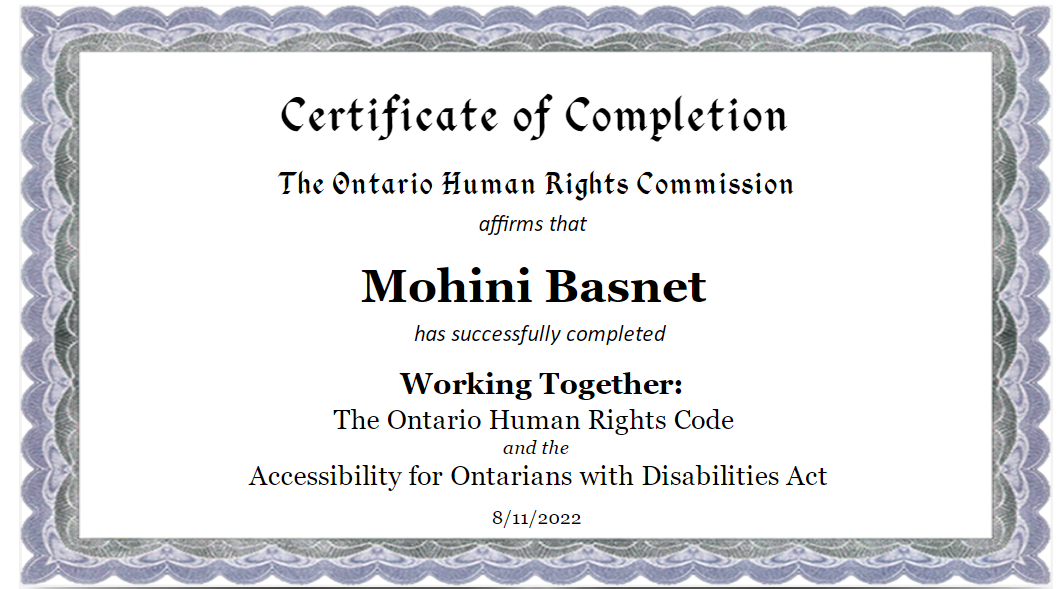 Certificate of Completion
The Ontario Human Rights Commission
affirms that
Mohini Basnet
has successfully completed
Working Together:
The Ontario Human Rights Code
and the
Accessibility for Ontarians with Disabilities Act
8/11/2022